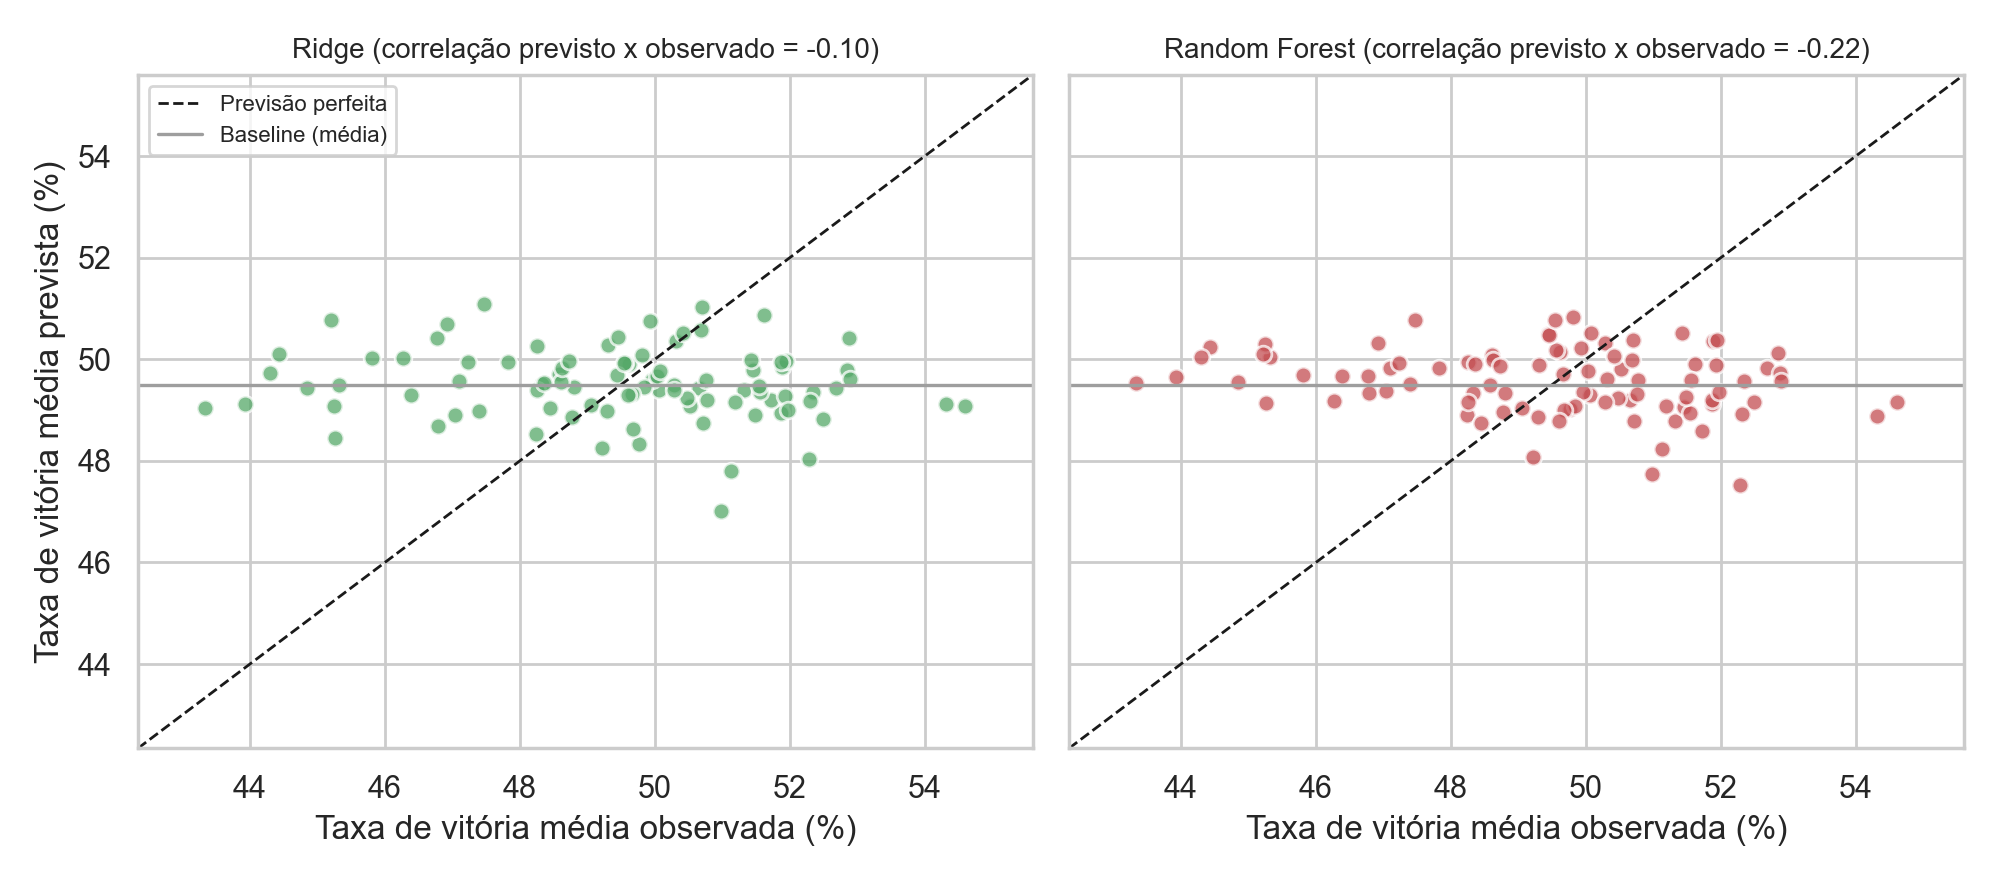 Ridge (correlação previsto x observado = -0.10)
Random Forest (correlação previsto x observado = -0.22)
Previsão perfeita
Baseline (média)
Taxa de vitória média prevista (%)
54
52
50
48
46
44
44 46 48 50 52 54
44 46 48 50 52 54
Taxa de vitória média observada (%)
Taxa de vitória média observada (%)